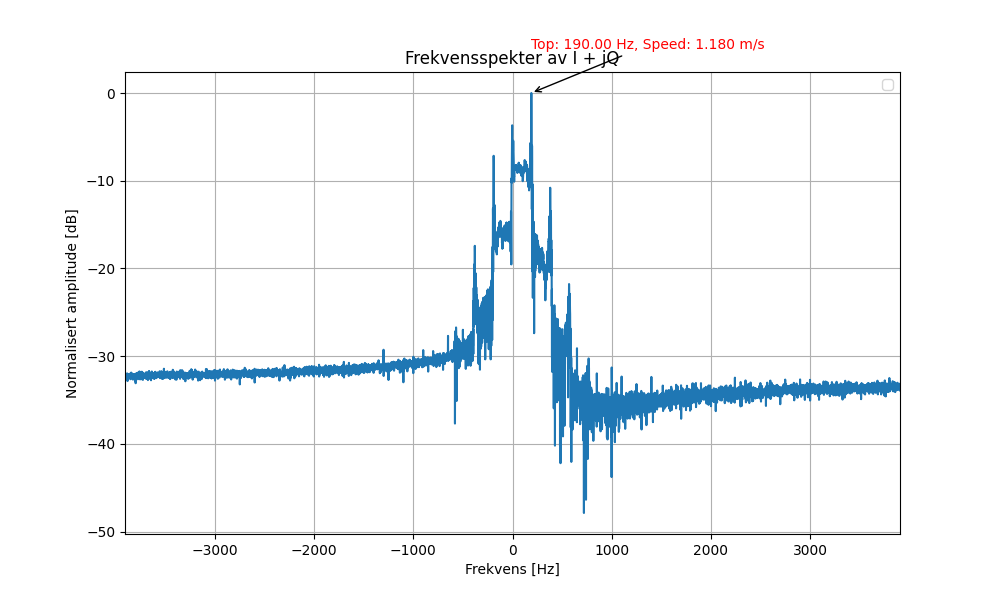 Top: 190.00 Hz, Speed: 1.180 m/s
Frekvensspekter av I + jQ
Normalisert amplitude [dB]
0
−10
−20
−30
−40
−50
−3000 −2000 −1000 0 1000 2000 3000
Frekvens [Hz]